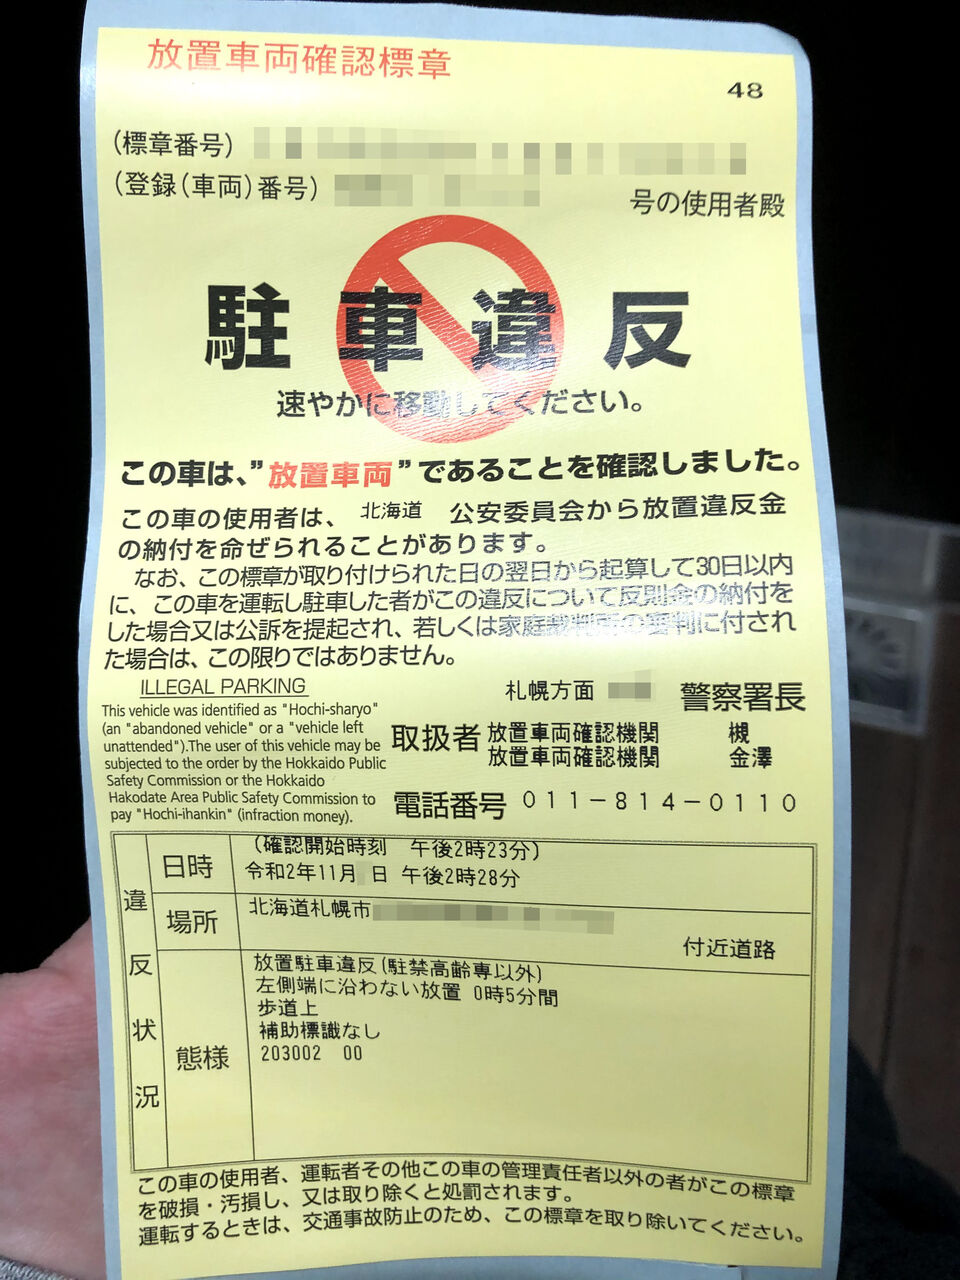 放置車両確認標章
48
(標章番号)
(登録(車両)番号)
号の使用者殿
駐車違反
速やかに移動してください。
この車は、"放置車両"であることを確認しました。
この車の使用者は、 北海道 公安委員会から放置違反金
の納付を命ぜられることがあります。
なお、この標章が取り付けられた日の翌日から起算して30日以内
に、この車を運転し駐車した者がこの違反について反則金の納付を
した場合又は公訴を提起され、若しくは家庭裁判所の審判に付され
た場合は、この限りではありません。
ILLEGAL PARKING
This vehicle was identified as "Hochi-sharyo"
(an "abandoned vehicle" or a "vehicle left
unattended").The user of this vehicle may be
subjected to the order by the Hokkaido Public
Safety Commission or the Hokkaido
Hakodate Area Public Safety Commission to
pay "Hochi-ihankin" (infraction money).
札幌方面 警察署長
取扱者 放置車両確認機関 槻
放置車両確認機関 金澤
電話番号 011-814-0110
違反状況
日時
(確認開始時刻 午後2時23分)
令和2年11月 日 午後2時28分
場所
北海道札幌市
付近道路
態様
放置駐車違反(駐禁高齢専以外)
左側端に沿わない放置 0時5分間
歩道上
補助標識なし
203002 00
この車の使用者、運転者その他この車の管理責任者以外の者がこの標章
を破損・汚損し、又は取り除くと処罰されます。
運転するときは、交通事故防止のため、この標章を取り除いてください。